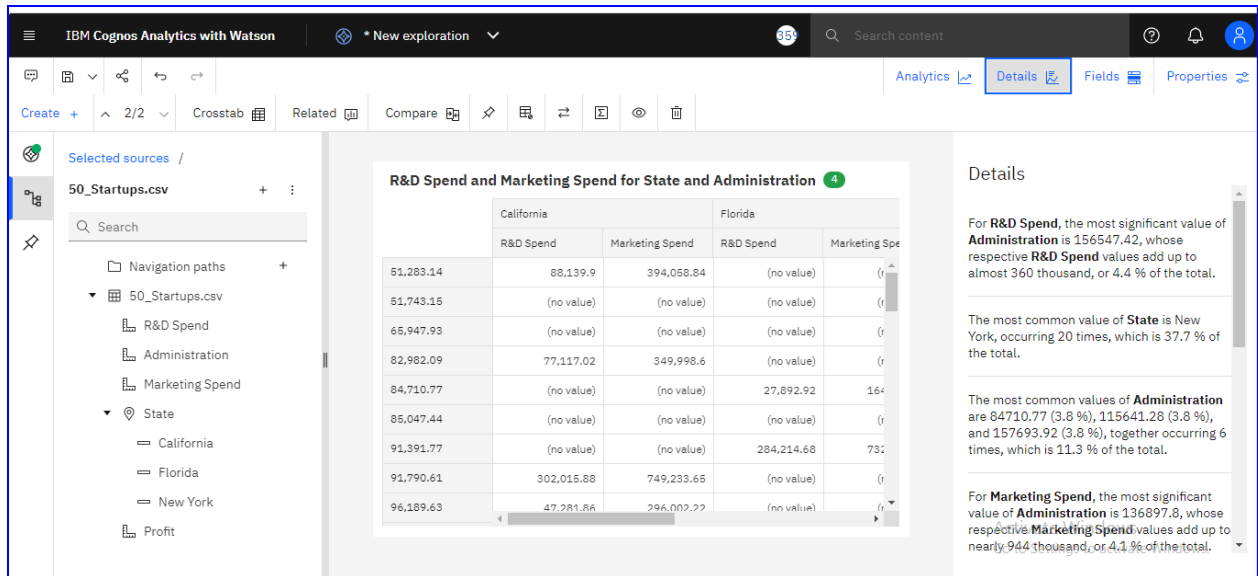 IBM Cognos Analytics with Watson
* New exploration
359
Search content
Analytics
Details
Fields
Properties
Create +
2/2
Crosstab
Related
Compare
Selected sources /
50_Startups.csv
Search
Navigation paths
50_Startups.csv
R&D Spend
Administration
Marketing Spend
State
California
Florida
New York
Profit
R&D Spend and Marketing Spend for State and Administration 4
California Florida
R&D Spend Marketing Spend R&D Spend Marketing Spe
51,283.14 88,139.9 394,058.84 (no value) (r
51,743.15 (no value) (no value) (no value) (r
65,947.93 (no value) (no value) (no value) (r
82,982.09 77,117.02 349,998.6 (no value) (r
84,710.77 (no value) (no value) 27,892.92 164
85,047.44 (no value) (no value) (no value) (r
91,391.77 (no value) (no value) 284,214.68 732
91,790.61 302,015.88 749,233.65 (no value) (r
96,189.63 47,281.86 296,002.22 (no value) (r
Details
For R&D Spend, the most significant value of
Administration is 156547.42, whose
respective R&D Spend values add up to
almost 360 thousand, or 4.4 % of the total.
The most common value of State is New
York, occurring 20 times, which is 37.7 % of
the total.
The most common values of Administration
are 84710.77 (3.8 %), 115641.28 (3.8 %),
and 157693.92 (3.8 %), together occurring 6
times, which is 11.3 % of the total.
For Marketing Spend, the most significant
value of Administration is 136897.8, whose
respective Marketing Spend values add up to
nearly 944 thousand, or 4.1 % of the total.
Activate Windows
Go to Settings to activate Windows.